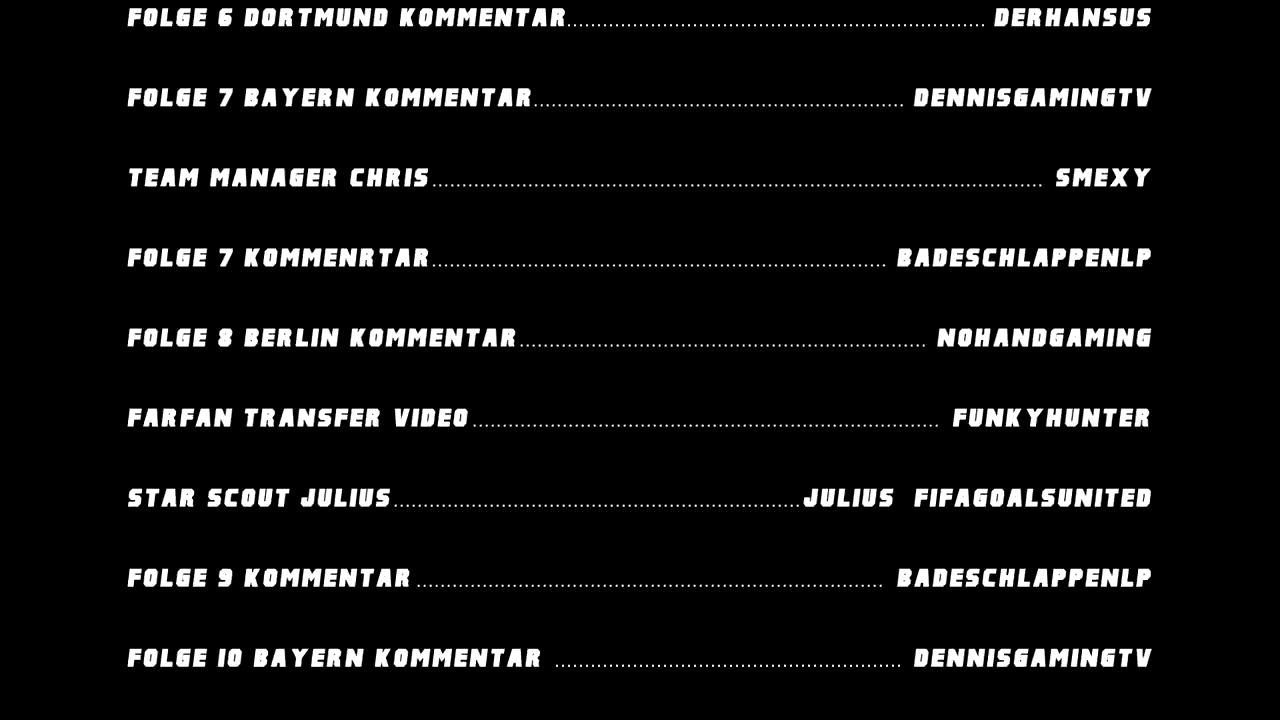 FOLGE 6 DORTMUND KOMMENTAR........................................................................ DERHANSUS
FOLGE 7 BAYERN KOMMENTAR................................................................ DENNISGAMINGTV
TEAM MANAGER CHRIS......................................................................................................... SMEXY
FOLGE 7 KOMMENRTAR.............................................................................. BADESCHLAPPENLP
FOLGE 8 BERLIN KOMMENTAR...................................................................... NOHANDGAMING
FARFAN TRANSFER VIDEO................................................................................ FUNKYHUNTER
STAR SCOUT JULIUS......................................................................JULIUS FIFAGOALSUNITED
FOLGE 9 KOMMENTAR ................................................................................ BADESCHLAPPENLP
FOLGE 10 BAYERN KOMMENTAR ............................................................ DENNISGAMINGTV